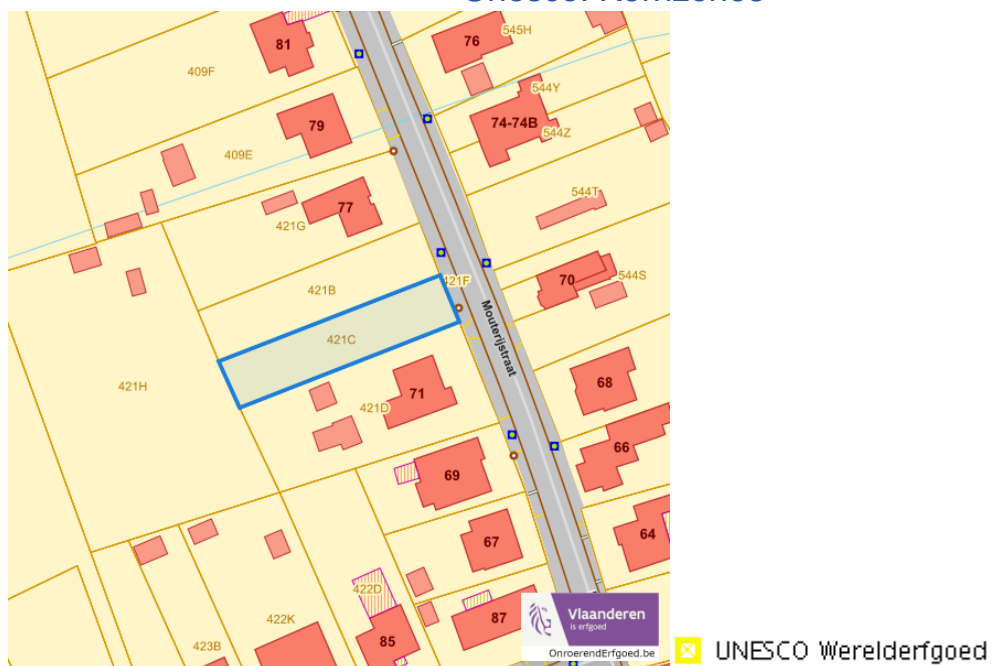 81
76
545H
409F
544Y
74-74B
544Z
79
409E
544T
77
421G
70
544S
421F
421B
Mouterijstraat
421C
421H
68
71
421D
66
69
64
67
422D
422K
87
85
423B
Vlaanderen
is erfgoed
OnroerendErfgoed.be
UNESCO Werelderfgoed